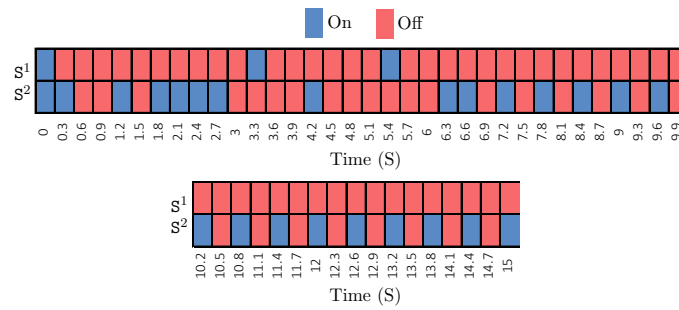 On Off
S1
S2
0 0.3 0.6 0.9 1.2 1.5 1.8 2.1 2.4 2.7 3 3.3 3.6 3.9 4.2 4.5 4.8 5.1 5.4 5.7 6 6.3 6.6 6.9 7.2 7.5 7.8 8.1 8.4 8.7 9 9.3 9.6 9.9
Time (S)
S1
S2
10.2 10.5 10.8 11.1 11.4 11.7 12 12.3 12.6 12.9 13.2 13.5 13.8 14.1 14.4 14.7 15
Time (S)